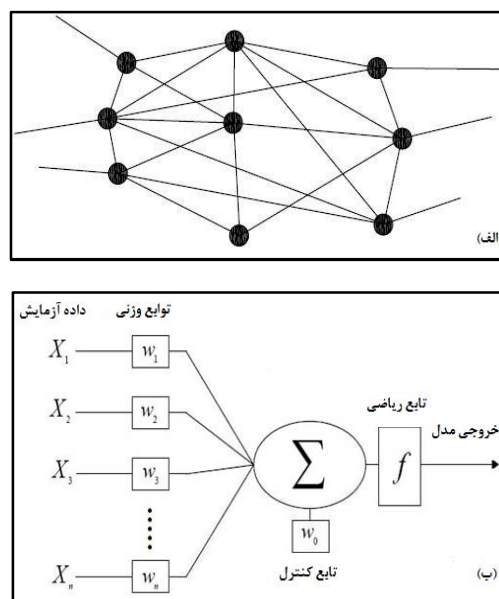 الف)
داده آزمایش توابع وزنی
X₁ w₁
X₂ w₂
تابع ریاضی
خروجی مدل
X₃ w₃
∑ f
w₀
تابع کنترل
Xₙ wₙ
(ب)